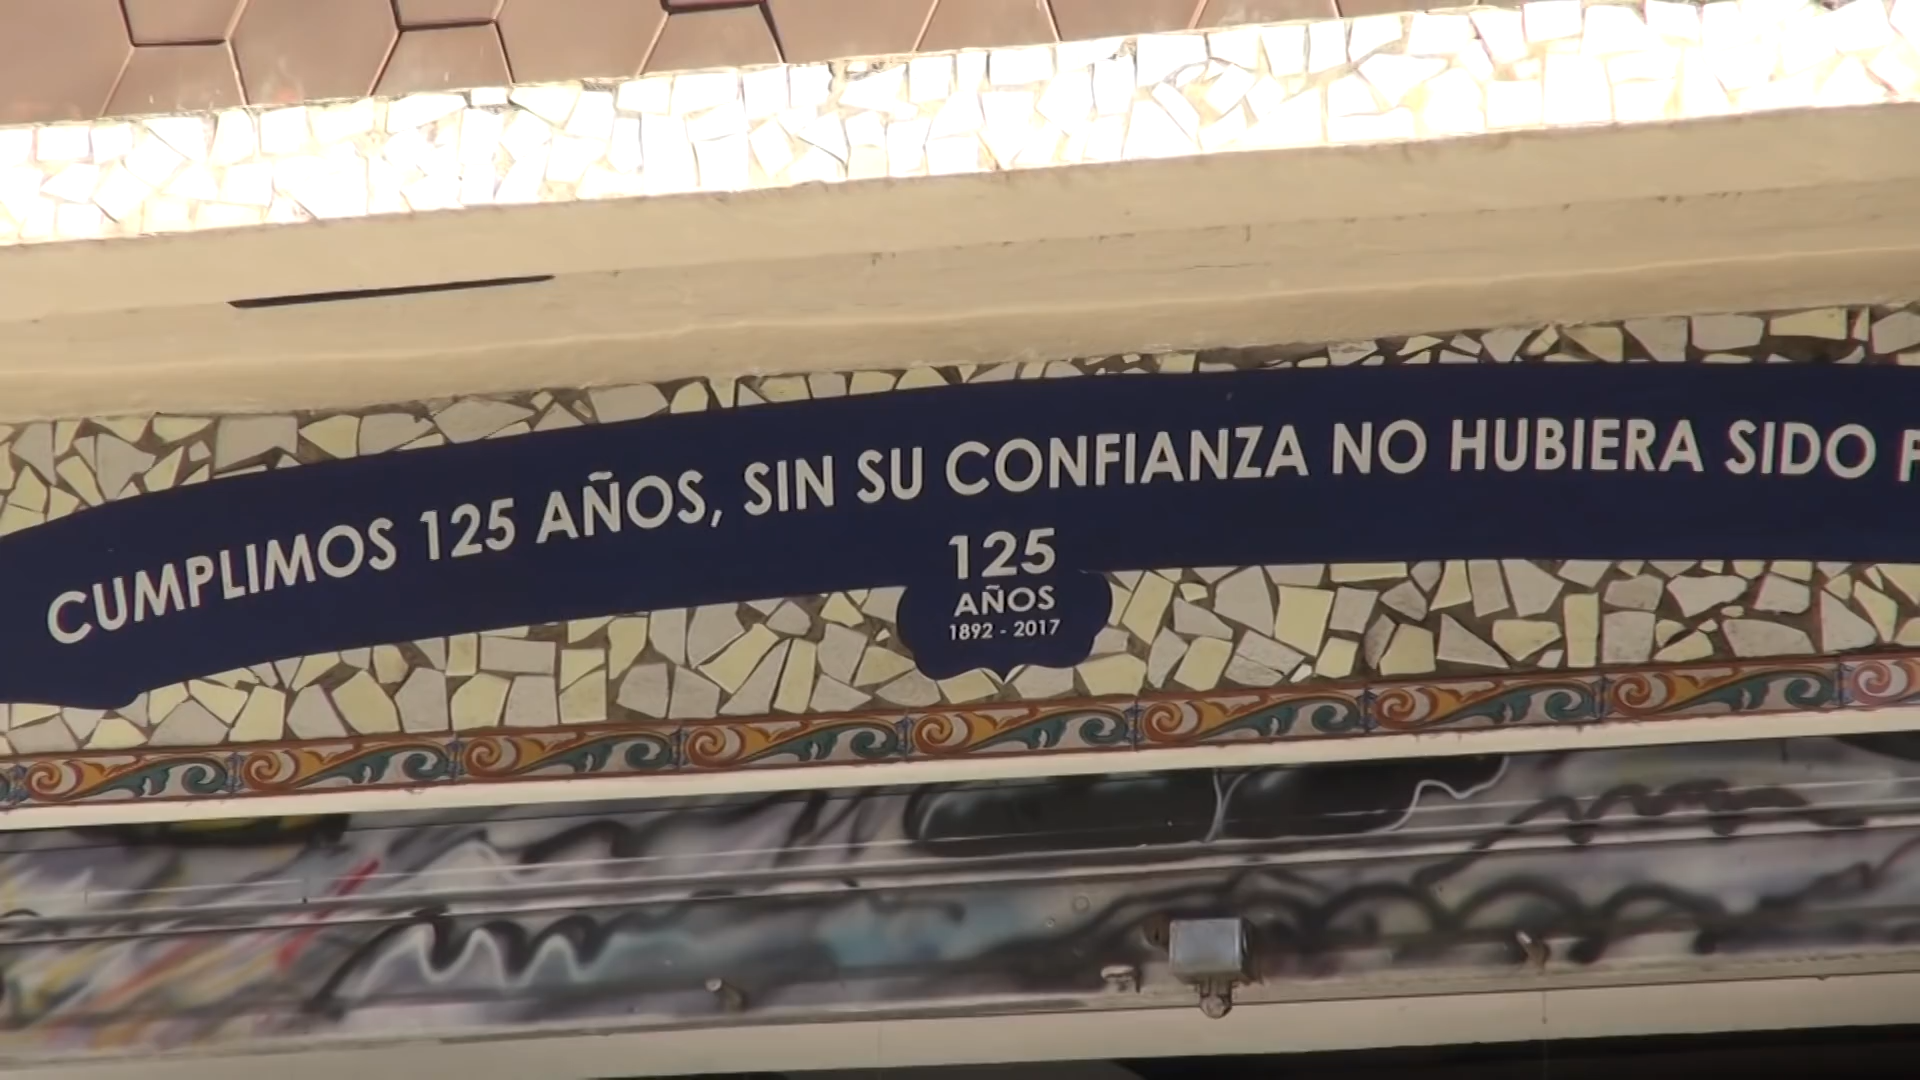 CUMPLIMOS 125 AÑOS, SIN SU CONFIANZA NO HUBIERA SIDO
125
AÑOS
1892 - 2017